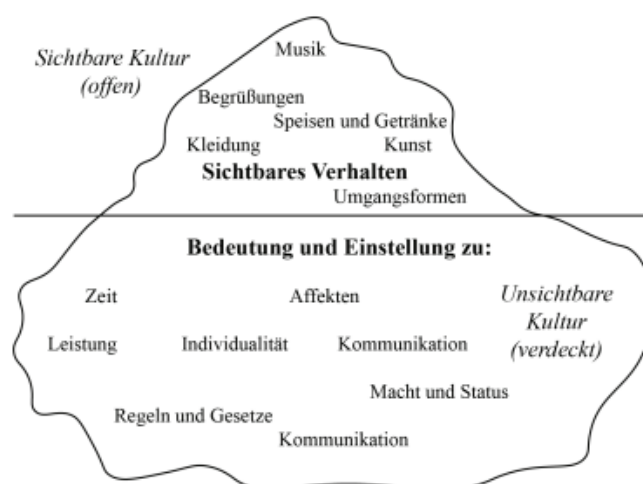 Musik
Sichtbare Kultur
(offen)
Begrüßungen
Speisen und Getränke
Kleidung
Kunst
Sichtbares Verhalten
Umgangsformen
Bedeutung und Einstellung zu:
Zeit
Affekten
Unsichtbare
Kultur
(verdeckt)
Leistung
Individualität
Kommunikation
Macht und Status
Regeln und Gesetze
Kommunikation